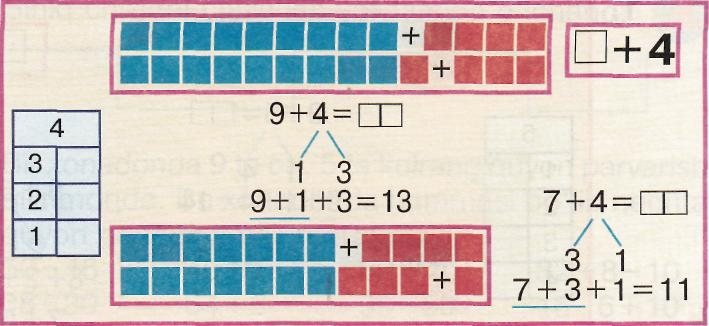 +
+
□ + 4
9 + 4 = □□
1 3
9 + 1 + 3 = 13
4
3
2
1
7 + 4 = □□
3 1
7 + 3 + 1 = 11
+
+